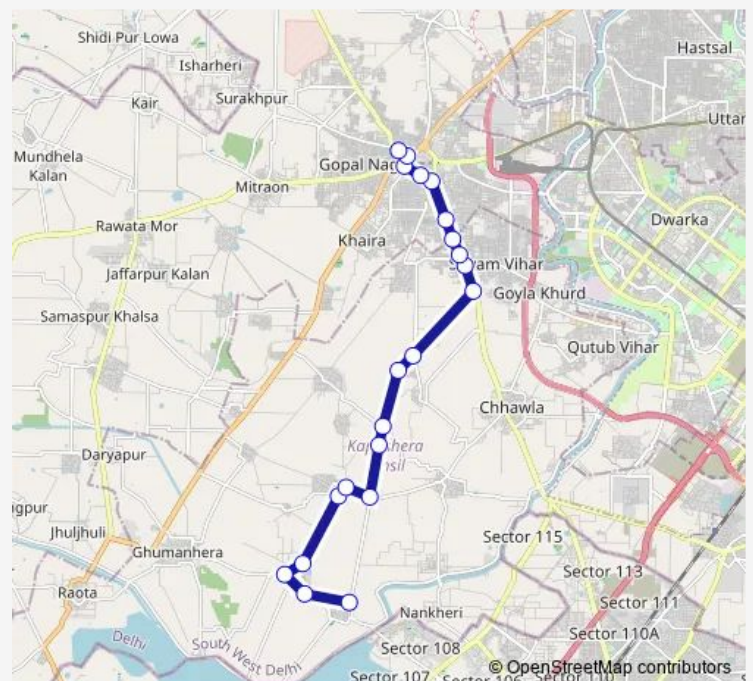 Shidi Pur Lowa
Hastsal
Isharheri
Surakhpur
Kair
Uttar
Mundhela
Kalan
Gopal Nag
Mitraon
Dwarka
Rawata Mor
Khaira
Jaffarpur Kalan
Vihar
Goyla Khurd
Samaspur Khalsa
Qutub Vihar
Chhawla
Daryapur
Jhuljhuli
Sector 115
Ghumanhera
Sector 113
Raota
Sector 111
Nankheri
Sector 110A
Delhi
South West Delhi
Sector 108
© OpenStreetMap contributors
Sector 107